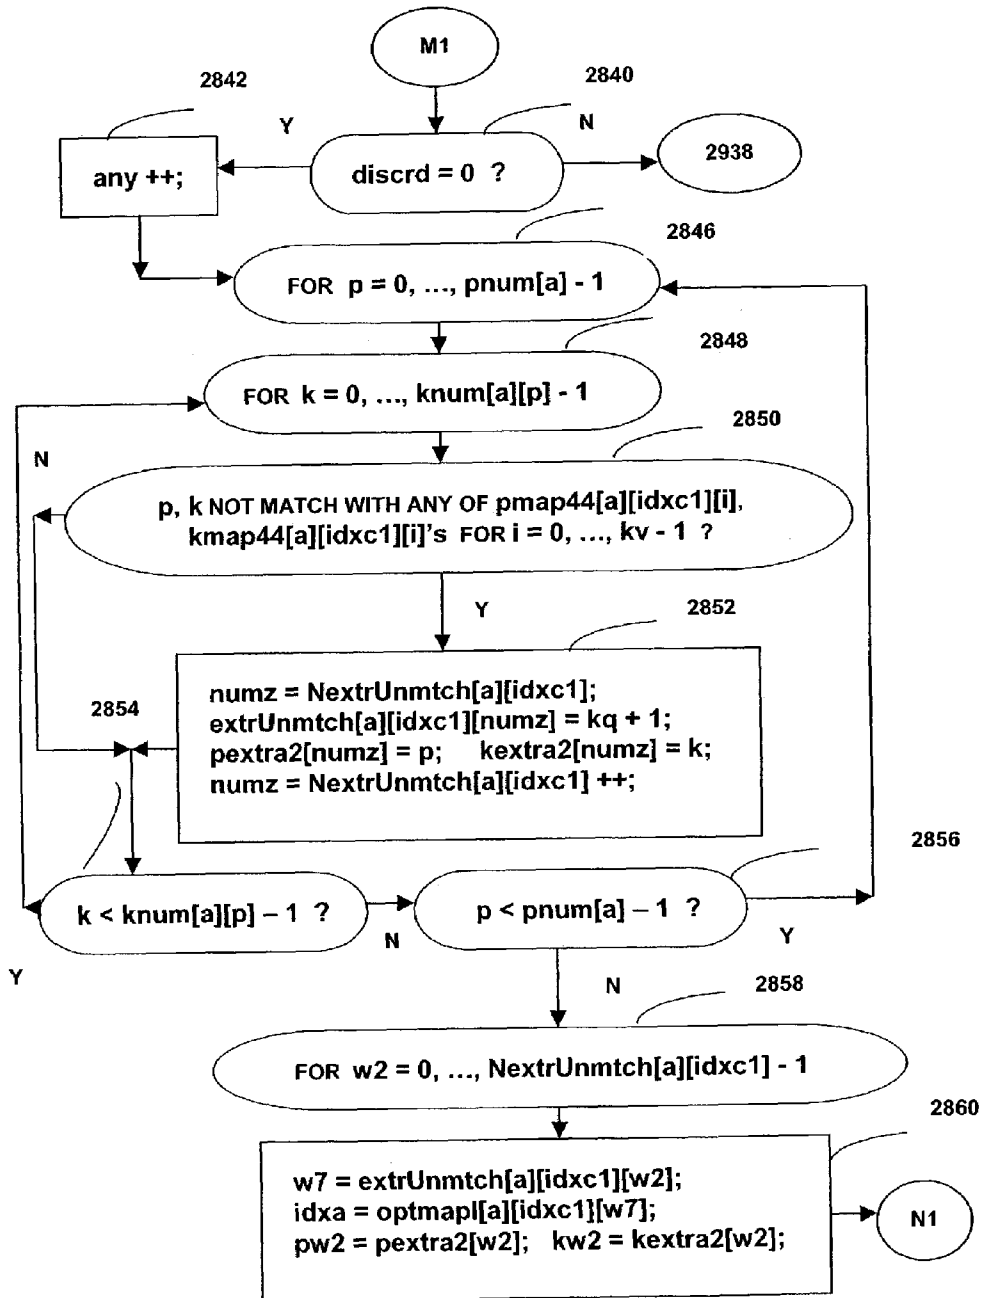 M1
2842
2840
Y
N
any ++;
discrd = 0 ?
2938
2846
FOR p = 0, ..., pnum[a] - 1
2848
FOR k = 0, ..., knum[a][p] - 1
2850
N
p, k NOT MATCH WITH ANY OF pmap44[a][idxc1][i],
kmap44[a][idxc1][i]'s FOR i = 0, ..., kv - 1 ?
Y
2852
numz = NextrUnmtch[a][idxc1];
extrUnmtch[a][idxc1][numz] = kq + 1;
pextra2[numz] = p; kextra2[numz] = k;
numz = NextrUnmtch[a][idxc1] ++;
2854
2856
k < knum[a][p] – 1 ?
p < pnum[a] – 1 ?
N
Y
Y
N
2858
FOR w2 = 0, ..., NextrUnmtch[a][idxc1] - 1
2860
w7 = extrUnmtch[a][idxc1][w2];
idxa = optmapl[a][idxc1][w7];
pw2 = pextra2[w2]; kw2 = kextra2[w2];
N1